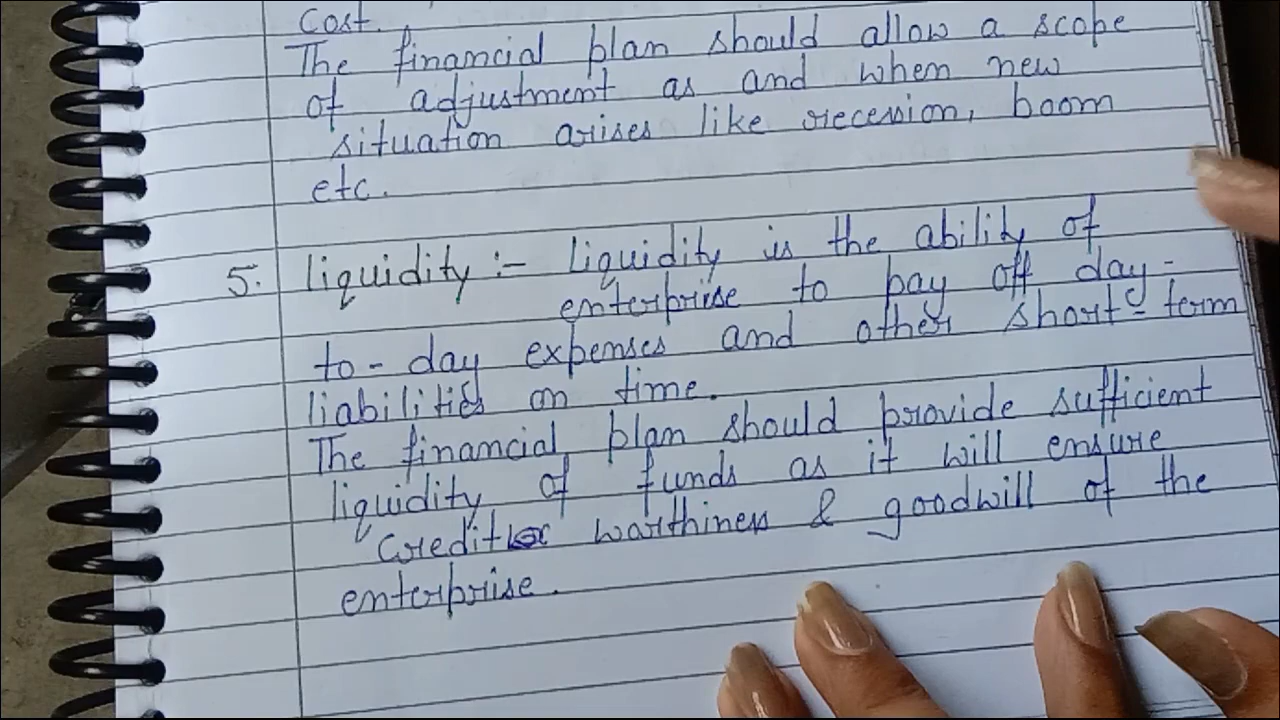 Cost.
The financial plan should allow a scope
of adjustment as and when new
situation arises like recession, boom
etc.
5. liquidity :- liquidity is the ability of
enterprise to pay off day-
to-day expenses and other short-term
liabilities on time.
The financial plan should provide sufficient
liquidity of funds as it will ensure
Credit worthiness & goodwill of the
enterprise.